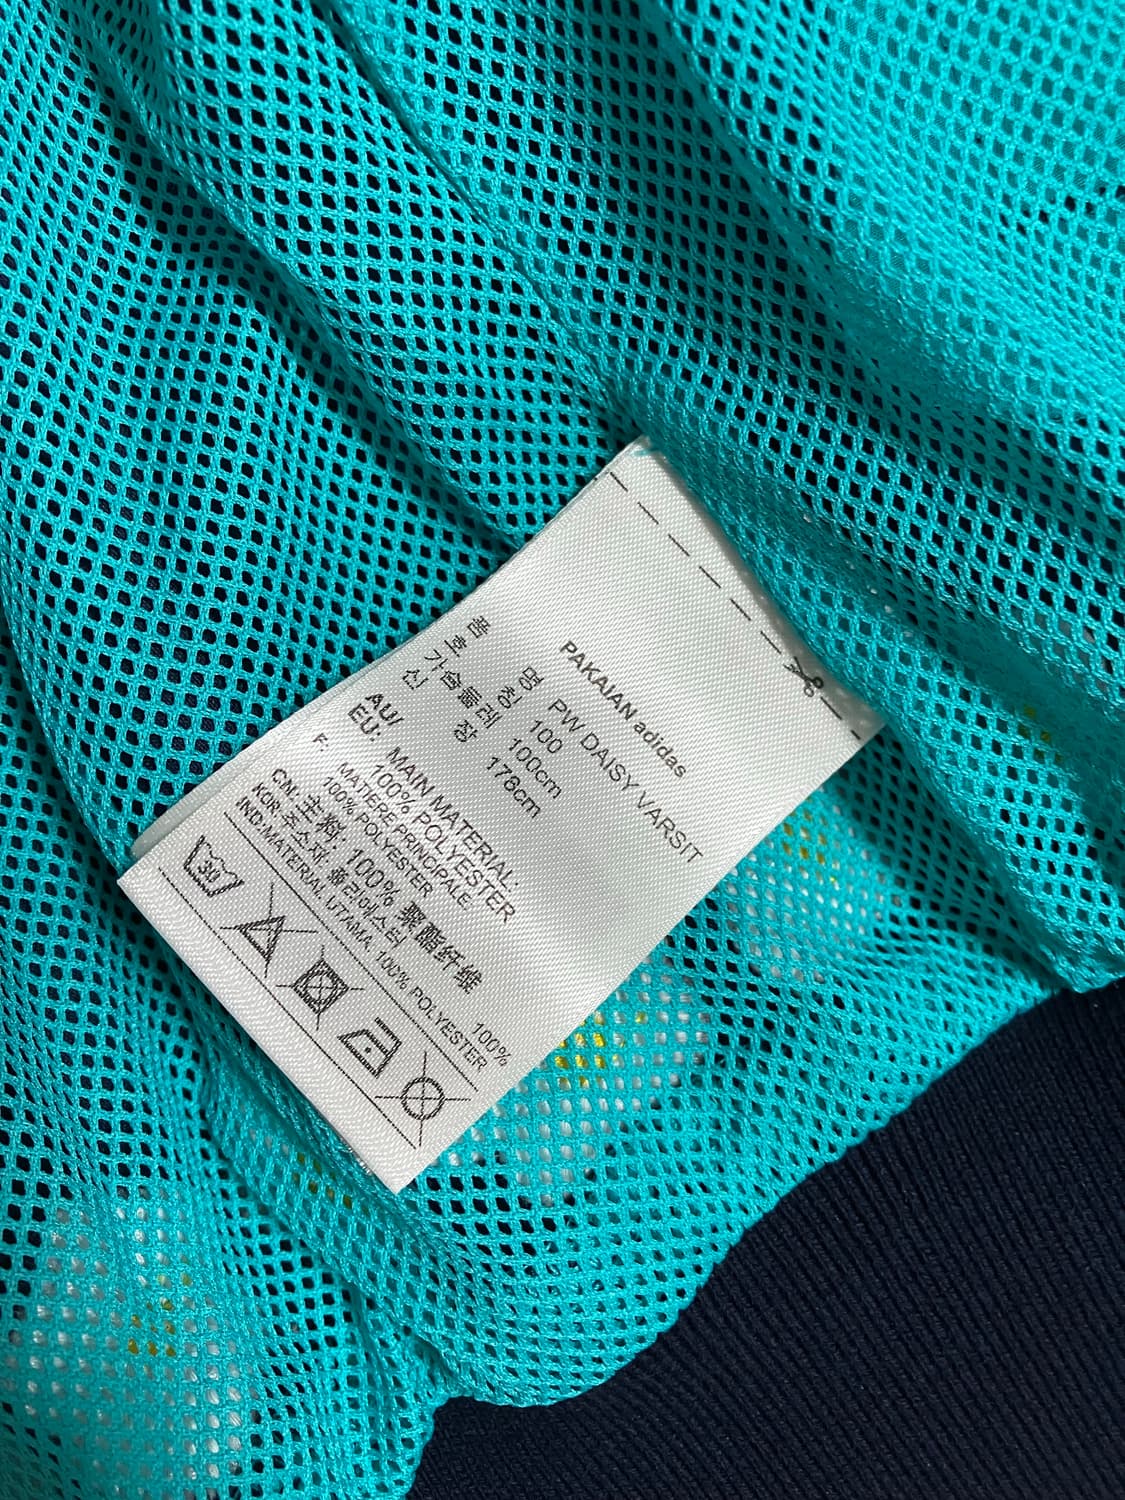 PAKAIAN adidas
품 명 PW DAISY VARSIT
호 칭 100
가슴둘레 100cm
신 장 178cm
AU/
EU: MAIN MATERIAL:
100% POLYESTER
F: MATIERE PRINCIPALE:
100% POLYESTER
CN: 主料: 100% 聚酯纤维
KOR:주소재: 폴리에스터 100%
IND:MATERIAL UTAMA: 100% POLYESTER
30